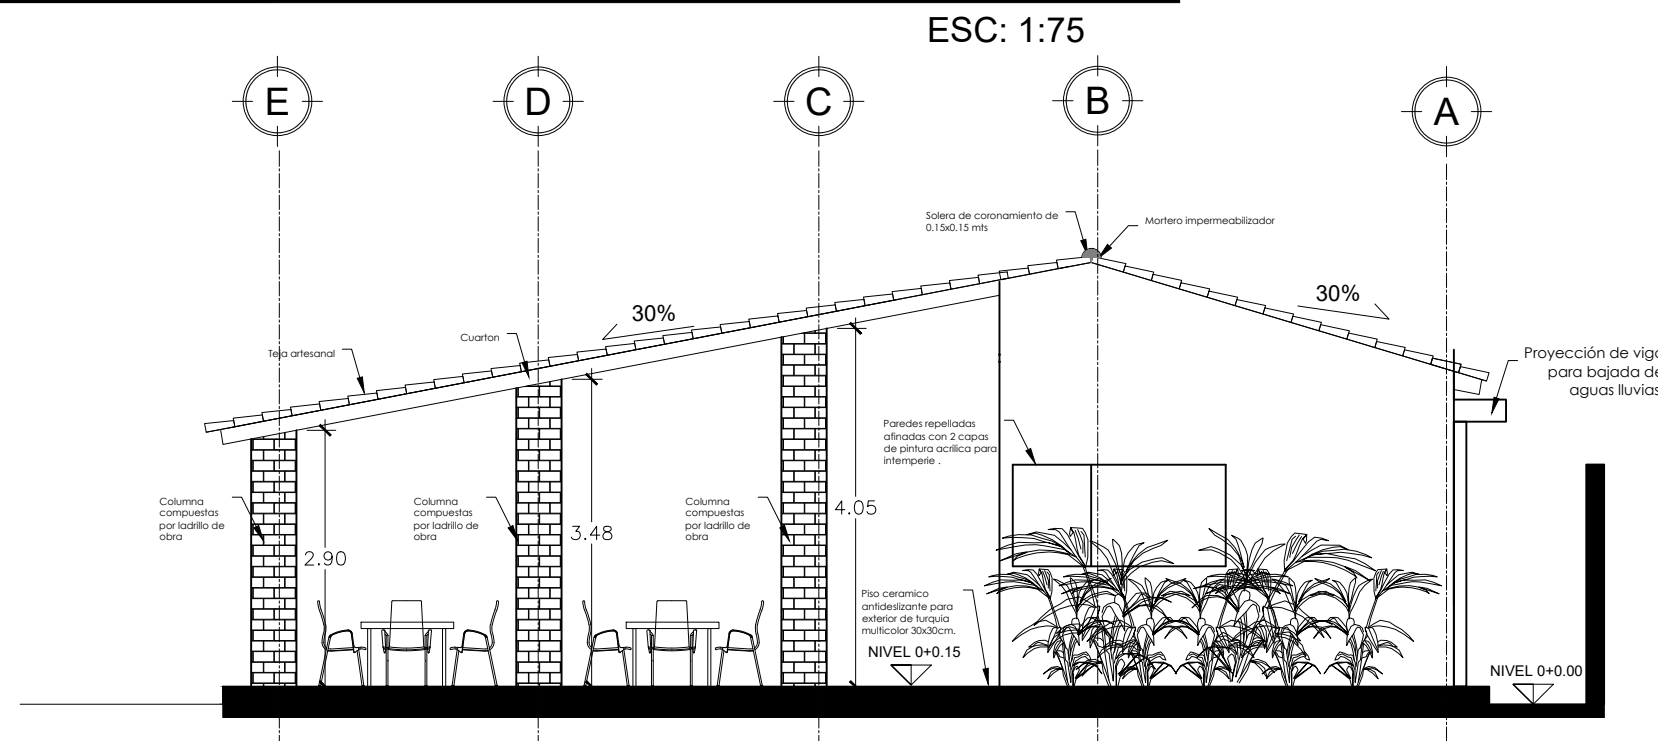 ESC: 1:75
E
D
C
B
A
Solera de coronamiento de
0.15x0.15 mts
Mortero impermeabilizador
30%
30%
Cuarton
Teja artesanal
Proyección de viga
para bajada de
aguas lluvias
Paredes repelladas
afinadas con 2 capas
de pintura acrilica para
intemperie .
Columna
compuestas
por ladrillo de
obra
Columna
compuestas
por ladrillo de
obra
Columna
compuestas
por ladrillo de
obra
2.90
3.48
4.05
Piso ceramico
antideslizante para
exterior de turquia
multicolor 30x30cm.
NIVEL 0+0.15
NIVEL 0+0.00